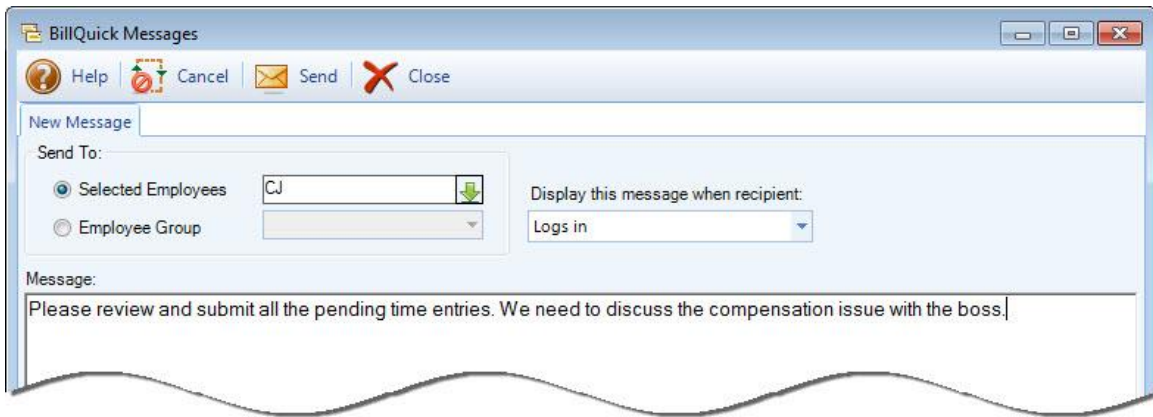 BillQuick Messages
Help Cancel Send Close
New Message
Send To:
Selected Employees CJ
Display this message when recipient:
Employee Group
Logs in
Message:
Please review and submit all the pending time entries. We need to discuss the compensation issue with the boss.